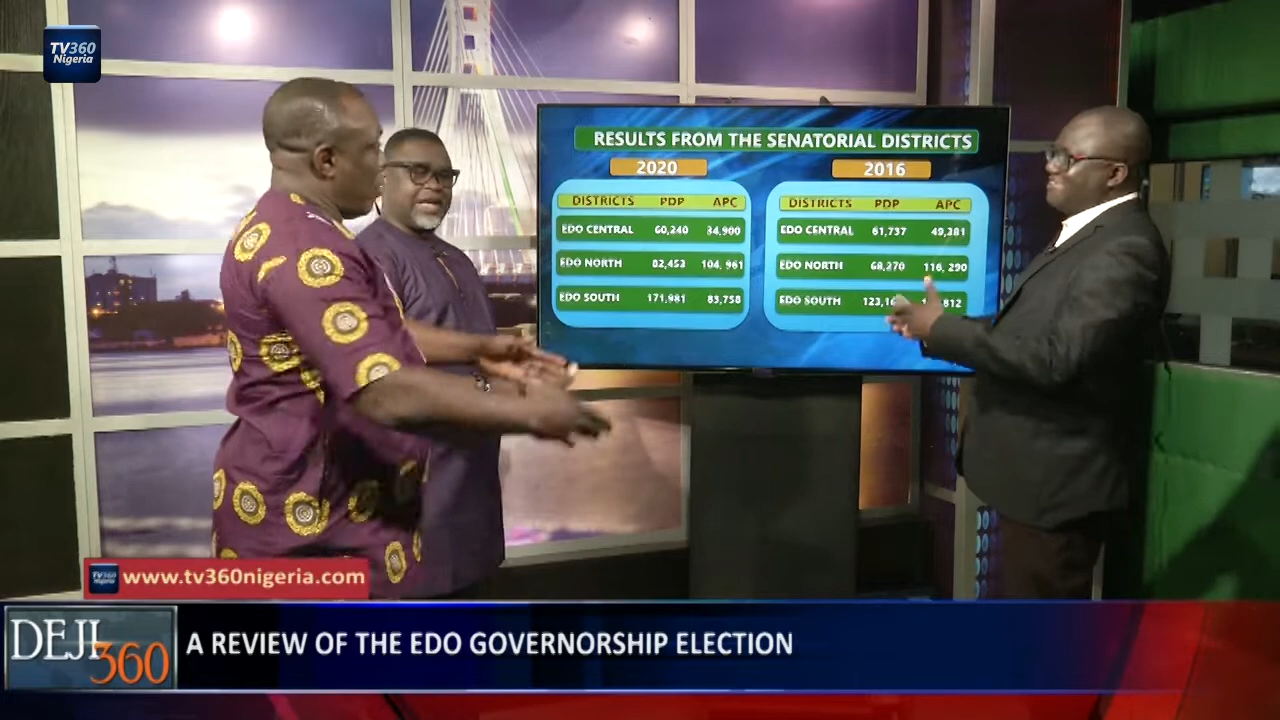 TV360
Nigeria
RESULTS FROM THE SENATORIAL DISTRICTS
2020
DISTRICTS PDP APC
EDO CENTRAL 60,240 34,900
EDO NORTH 82,453 104, 961
EDO SOUTH 171,981 83,758
2016
DISTRICTS PDP APC
EDO CENTRAL 61,737 49,381
EDO NORTH 68,270 116, 290
EDO SOUTH
TV360
Nigeria
www.tv360nigeria.com
DEJI 360
A REVIEW OF THE EDO GOVERNORSHIP ELECTION